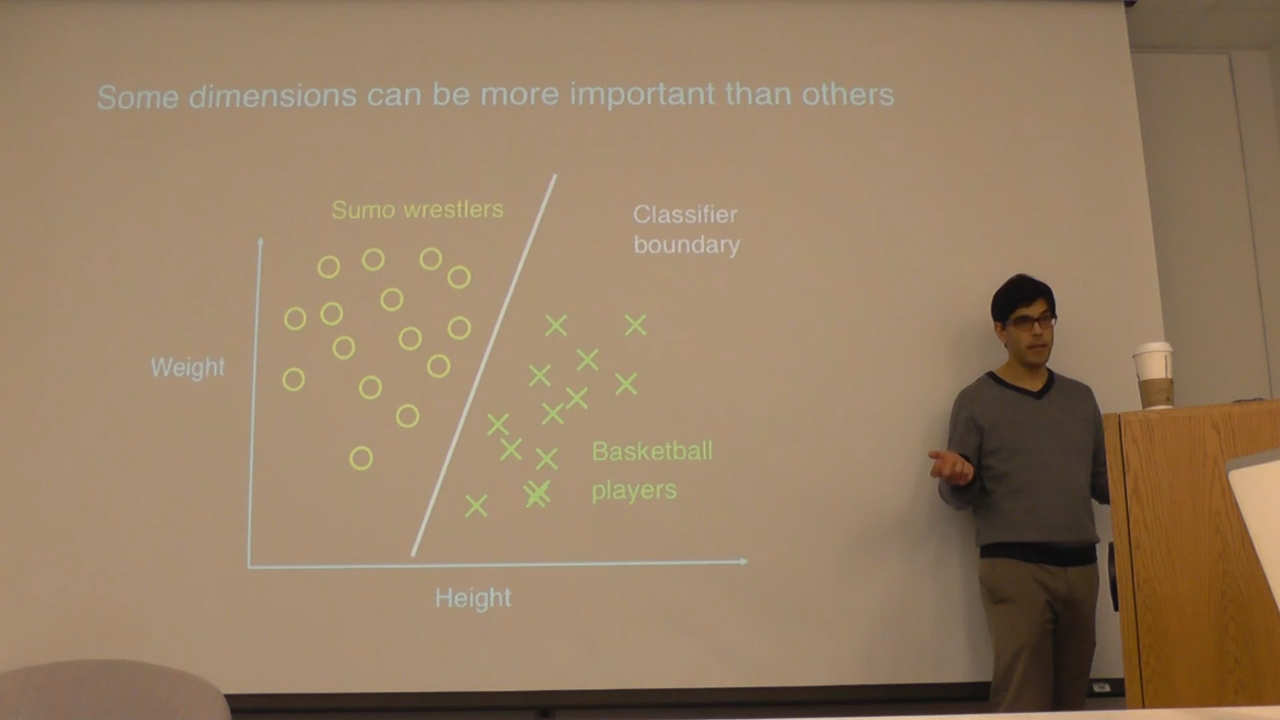 Some dimensions can be more important than others
Sumo wrestlers
Classifier
boundary
Weight
Basketball
players
Height